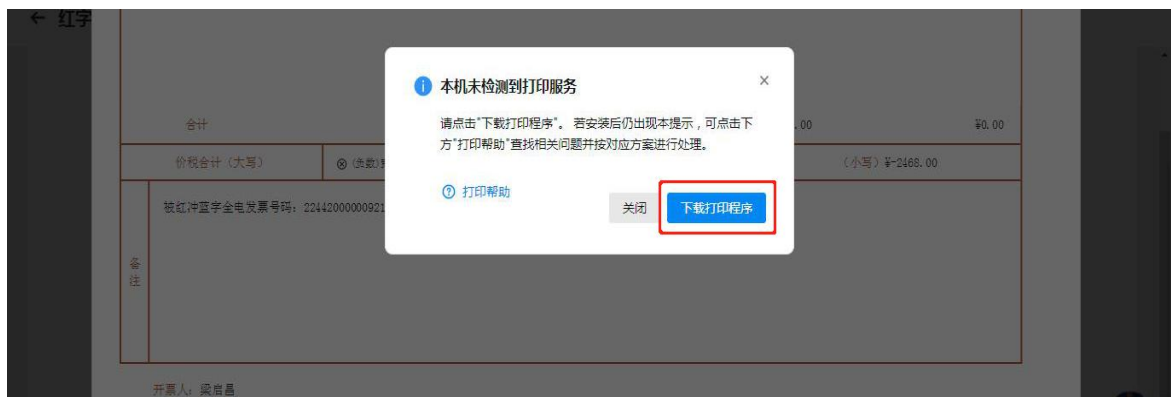 ← 红字
本机未检测到打印服务
×
请点击"下载打印程序"。 若安装后仍出现本提示，可点击下
方"打印帮助"查找相关问题并按对应方案进行处理。
打印帮助
关闭
下载打印程序
合计
.00
¥0.00
价税合计（大写）
(负数)
（小写）¥-2468.00
被红冲蓝字全电发票号码：22442000000921
备
注
开票人：梁启昌